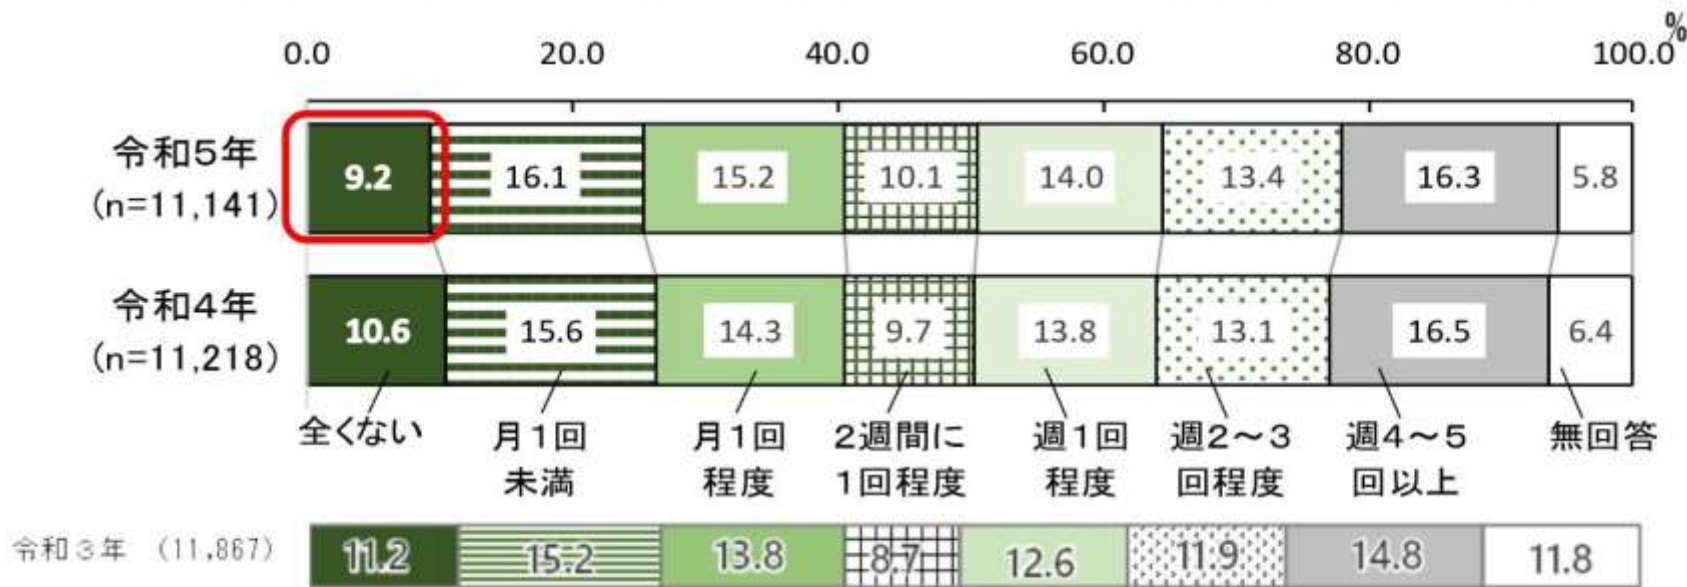 %
0.0 20.0 40.0 60.0 80.0 100.0
令和5年
(n=11,141)
9.2 16.1 15.2 10.1 14.0 13.4 16.3 5.8
令和4年
(n=11,218)
10.6 15.6 14.3 9.7 13.8 13.1 16.5 6.4
全くない
月1回
未満
月1回
程度
2週間に
1回程度
週1回
程度
週2～3
回程度
週4～5
回以上
無回答
令和3年 (11,867)
11.2 15.2 13.8 8.7 12.6 11.9 14.8 11.8